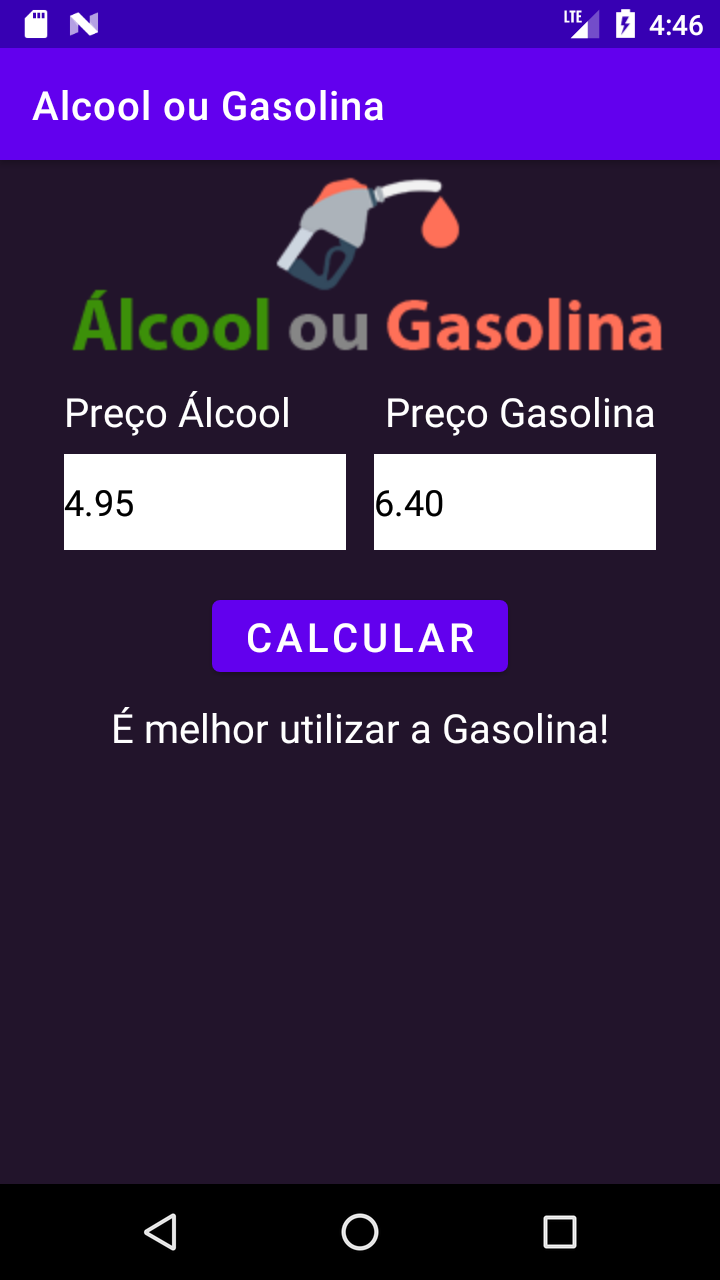 LTE 4:46
Alcool ou Gasolina
Álcool ou Gasolina
Preço Álcool Preço Gasolina
4.95 6.40
CALCULAR
É melhor utilizar a Gasolina!